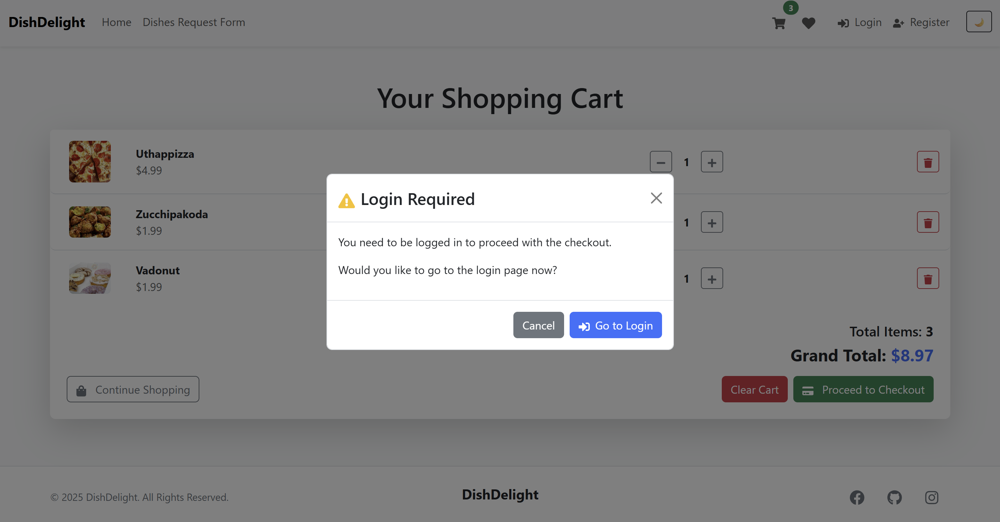 DishDelight Home Dishes Request Form 3 Login Register
Your Shopping Cart
Uthappizza
$4.99
1
Zucchipakoda
$1.99
1
Vadonut
$1.99
1
Login Required
You need to be logged in to proceed with the checkout.
Would you like to go to the login page now?
Cancel Go to Login
Total Items: 3
Grand Total: $8.97
Continue Shopping Clear Cart Proceed to Checkout
© 2025 DishDelight. All Rights Reserved. DishDelight